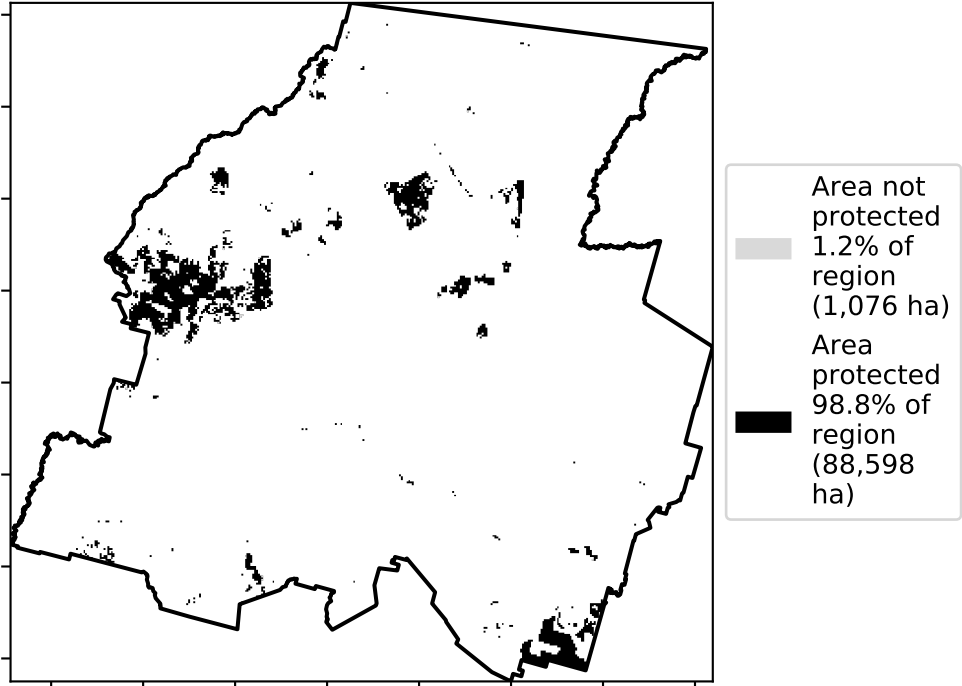 Area not
protected
1.2% of
region
(1,076 ha)
Area
protected
98.8% of
region
(88,598
ha)